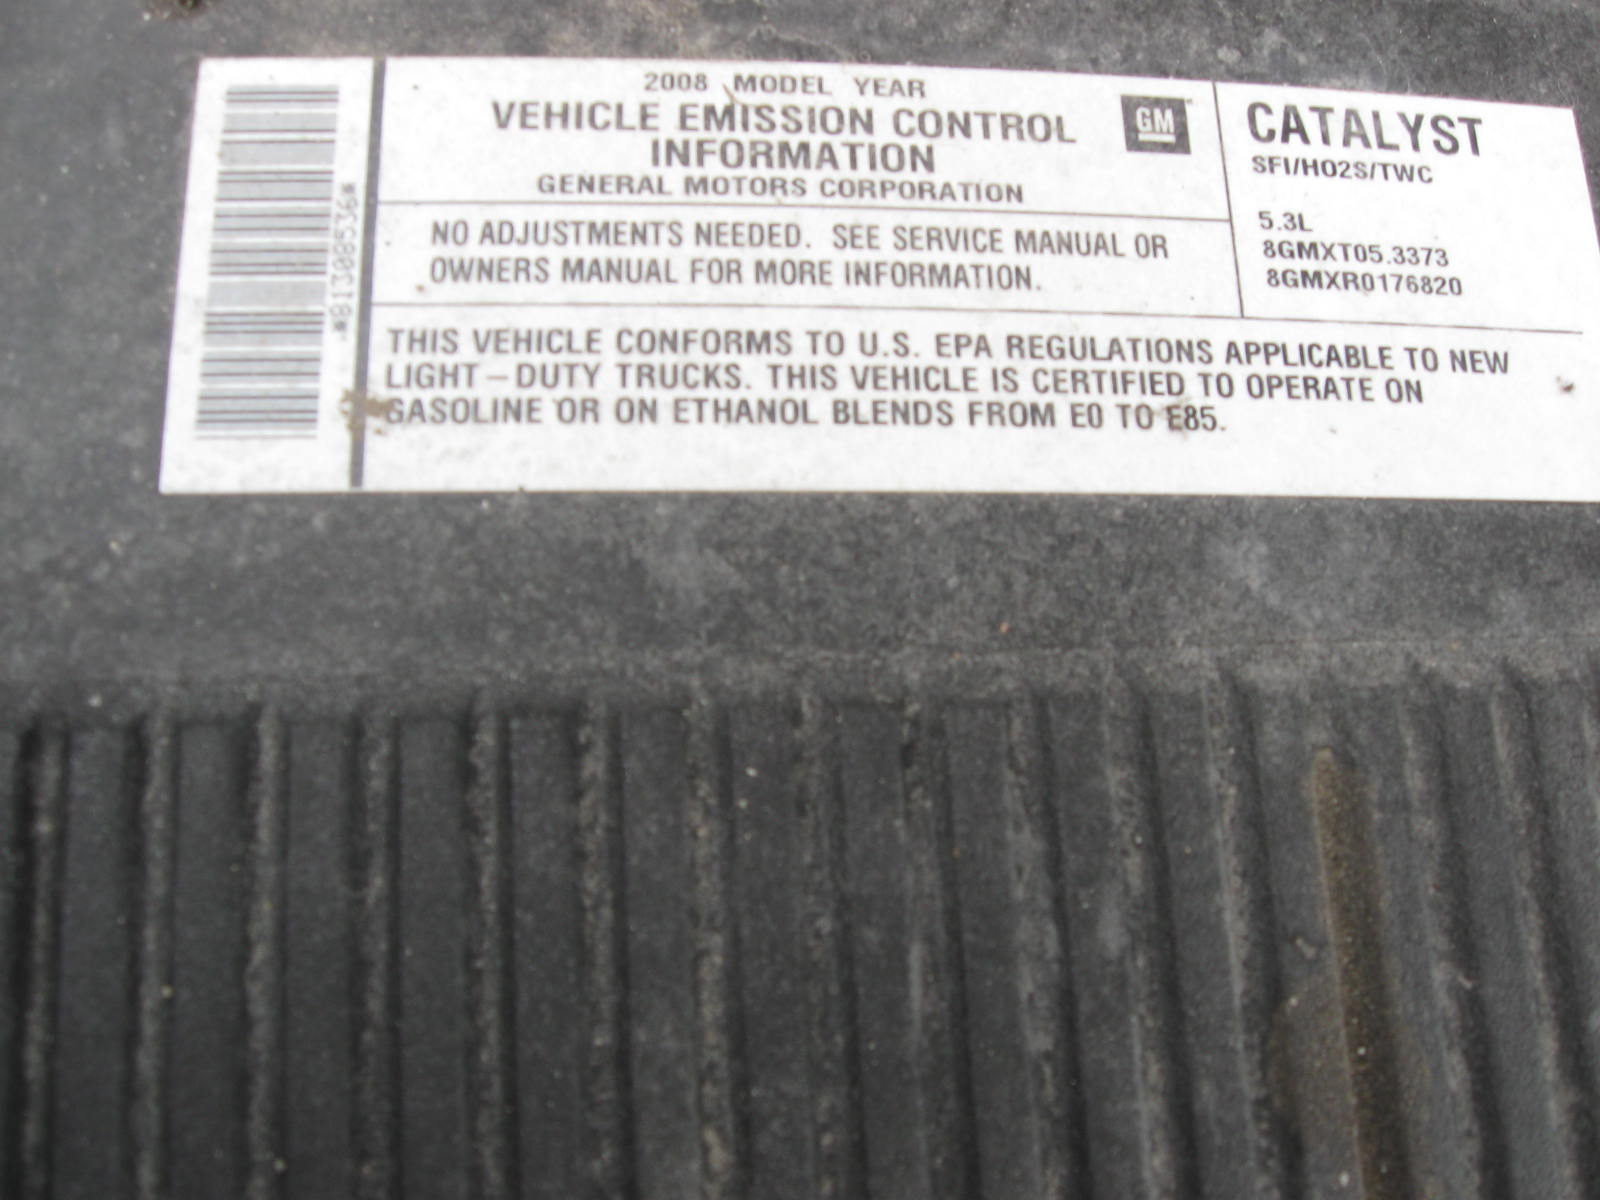 *813008536*
2008 MODEL YEAR
VEHICLE EMISSION CONTROL
INFORMATION
GENERAL MOTORS CORPORATION
GM
NO ADJUSTMENTS NEEDED. SEE SERVICE MANUAL OR
OWNERS MANUAL FOR MORE INFORMATION.
CATALYST
SFI/HO2S/TWC
5.3L
8GMXT05.3373
8GMXR0176820
THIS VEHICLE CONFORMS TO U.S. EPA REGULATIONS APPLICABLE TO NEW
LIGHT-DUTY TRUCKS. THIS VEHICLE IS CERTIFIED TO OPERATE ON
GASOLINE OR ON ETHANOL BLENDS FROM E0 TO E85.